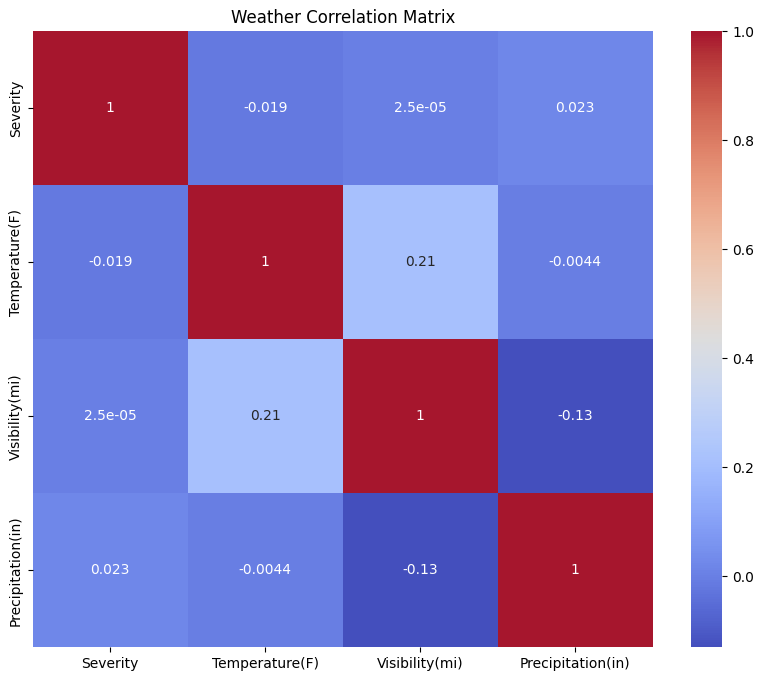 Weather Correlation Matrix
Severity
1
-0.019
2.5e-05
0.023
Temperature(F)
-0.019
1
0.21
-0.0044
Visibility(mi)
2.5e-05
0.21
1
-0.13
Precipitation(in)
0.023
-0.0044
-0.13
1
Severity
Temperature(F)
Visibility(mi)
Precipitation(in)
1.0
0.8
0.6
0.4
0.2
0.0